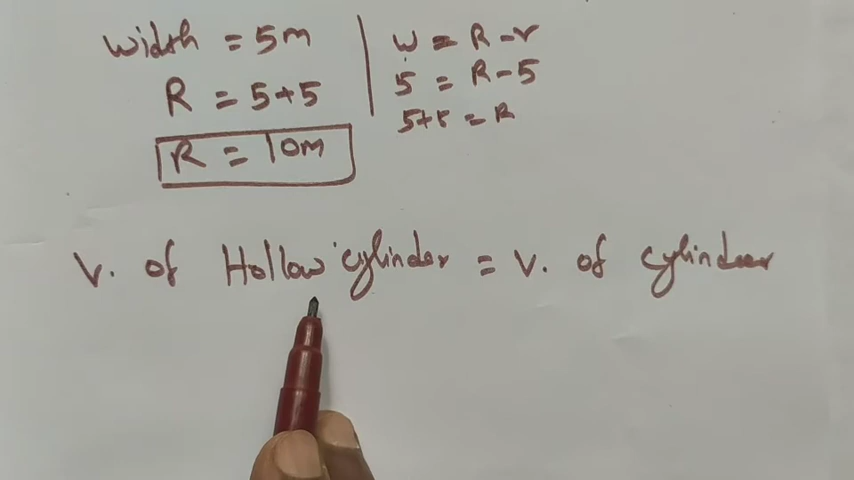 Width = 5m
R = 5+5
R = 10m
w = R-r
5 = R-5
5+5 = R
V. of Hollow cylinder = V. of cylinder